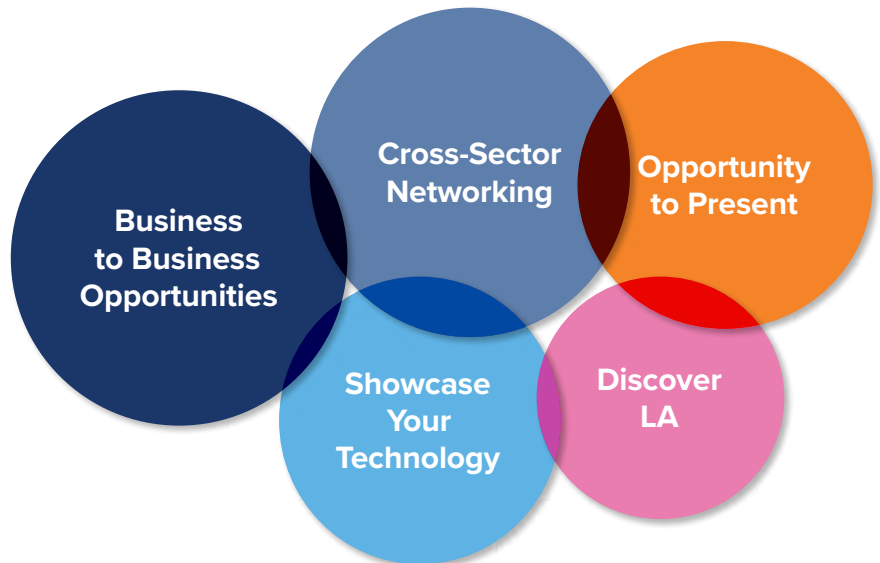 Business
to Business
Opportunities
Cross-Sector
Networking
Opportunity
to Present
Showcase
Your
Technology
Discover
LA